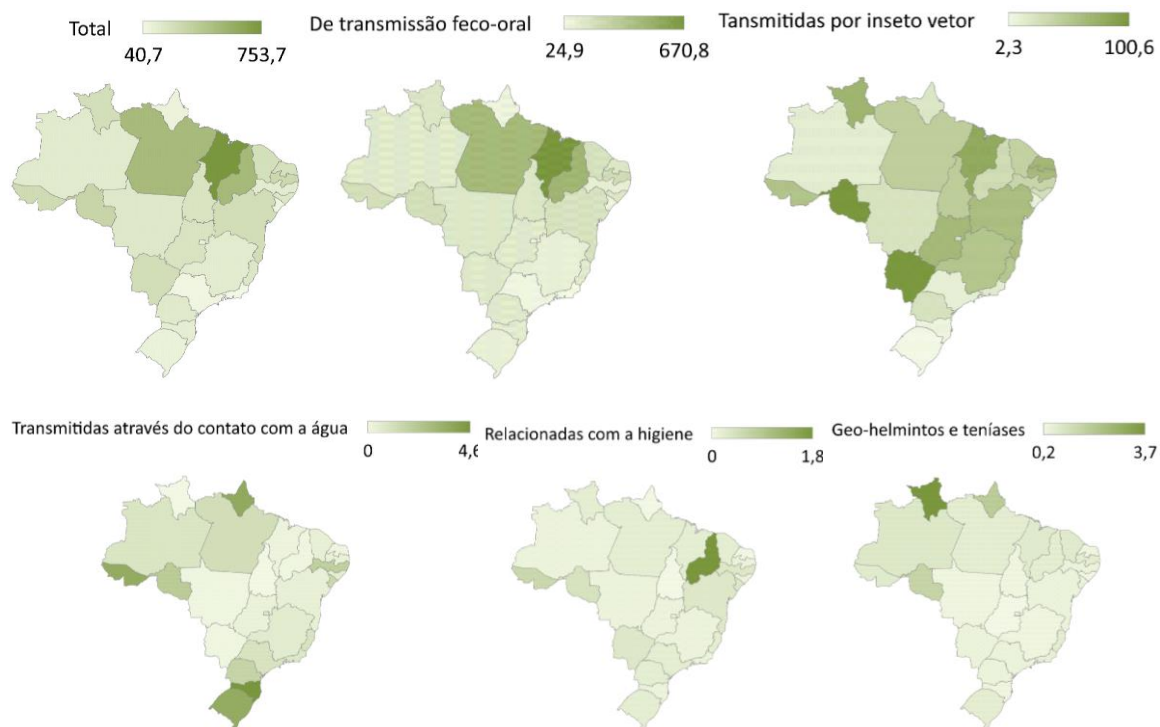 Total
40,7 753,7
De transmissão feco-oral
24,9 670,8
Tansmitidas por inseto vetor
2,3 100,6
Transmitidas através do contato com a água
0 4,6
Relacionadas com a higiene
0 1,8
Geo-helmintos e teníases
0,2 3,7